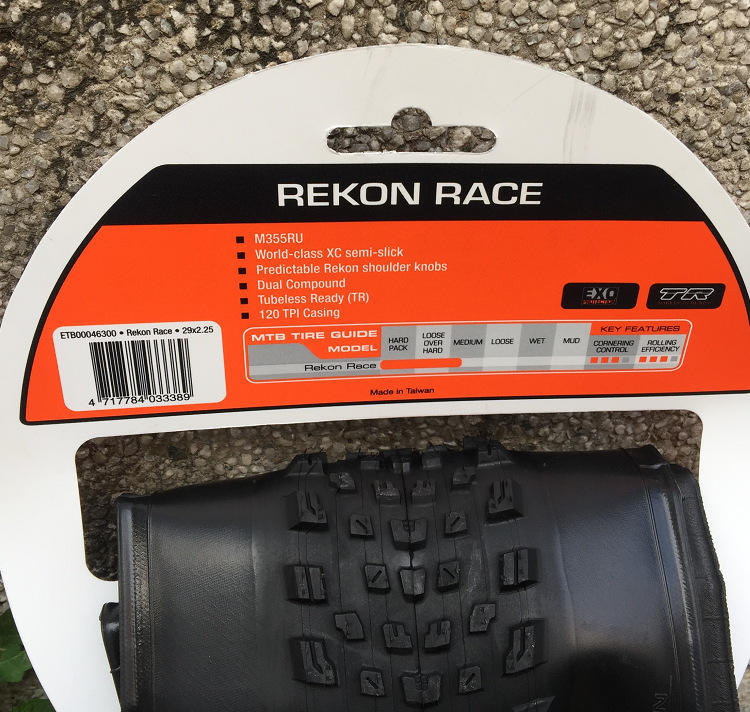 REKON RACE
M355RU
World-class XC semi-slick
Predictable Rekon shoulder knobs
Dual Compound
Tubeless Ready (TR)
120 TPI Casing
EXO
TR
ETB00046300 • Rekon Race • 29x2.25
4 717784 033389
MTB TIRE GUIDE
MODEL
HARD PACK
LOOSE OVER HARD
MEDIUM
LOOSE
WET
MUD
KEY FEATURES
CORNERING CONTROL
ROLLING EFFICIENCY
Rekon Race
Made in Taiwan